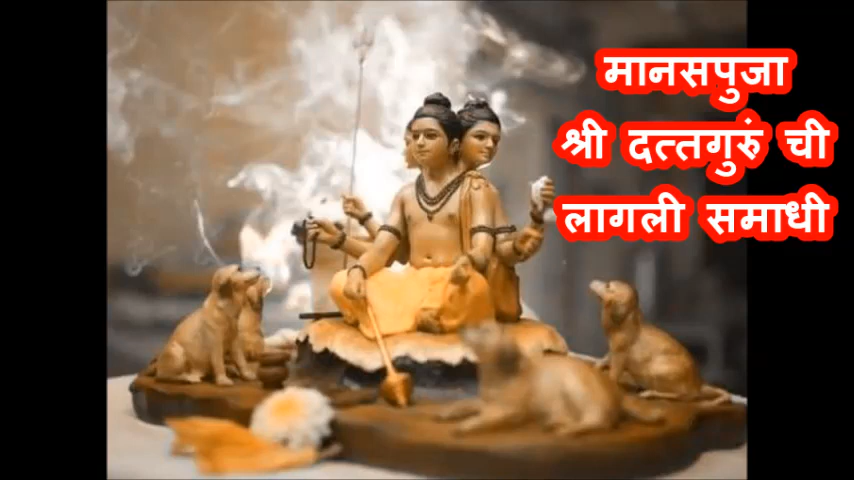 मानसपुजा
श्री दत्तगुरुं ची
लागली समाधी